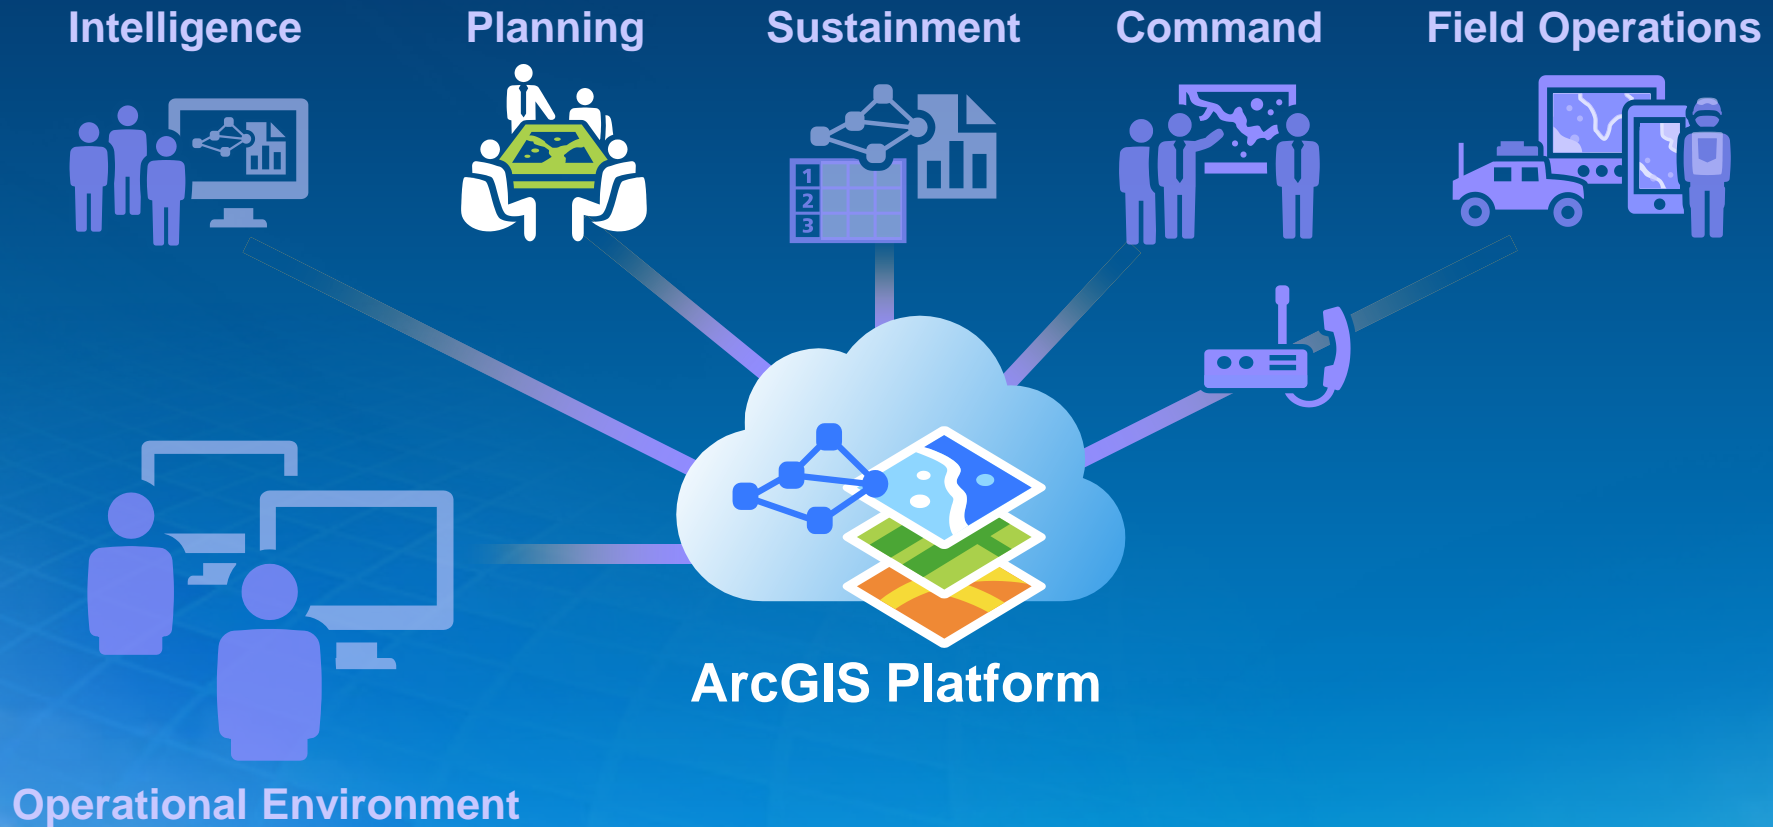 Intelligence
Planning
Sustainment
Command
Field Operations
1
2
3
ArcGIS Platform
Operational Environment